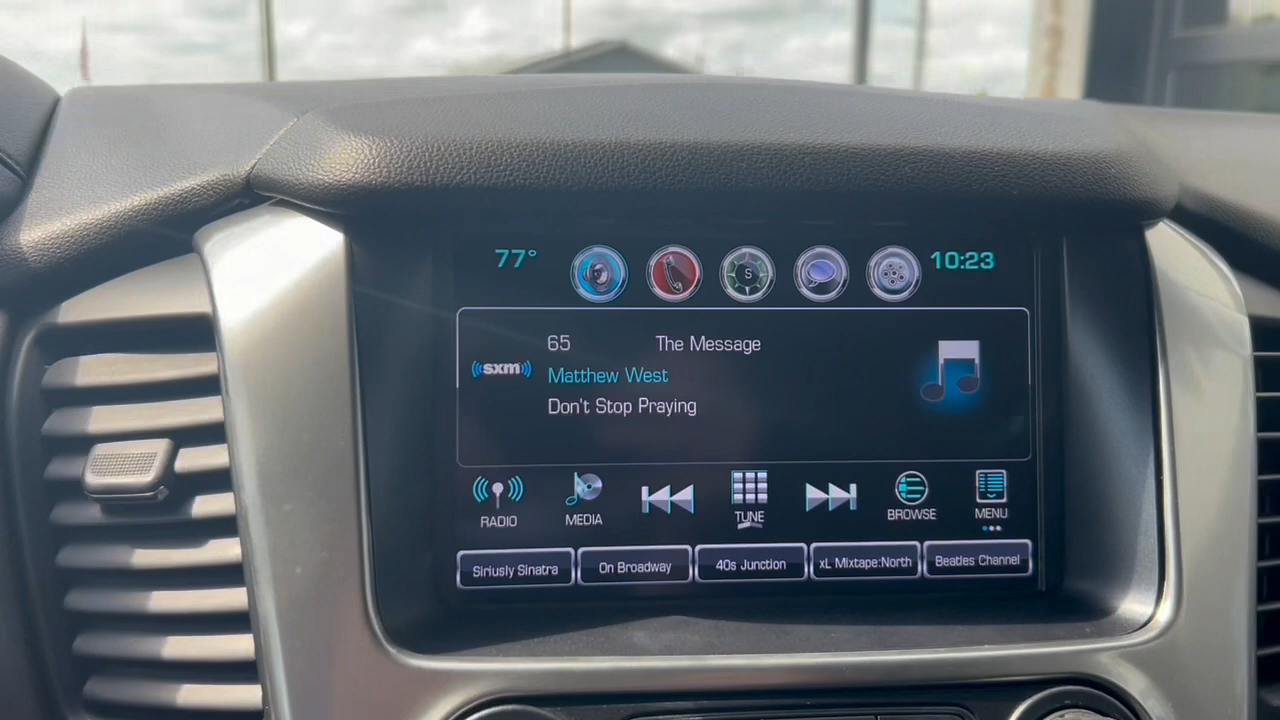 77°
S
10:23
65 The Message
sxm
Matthew West
Don't Stop Praying
RADIO
MEDIA
TUNE
BROWSE
MENU
Siriusly Sinatra
On Broadway
40s Junction
xL Mixtape:North
Beatles Channel